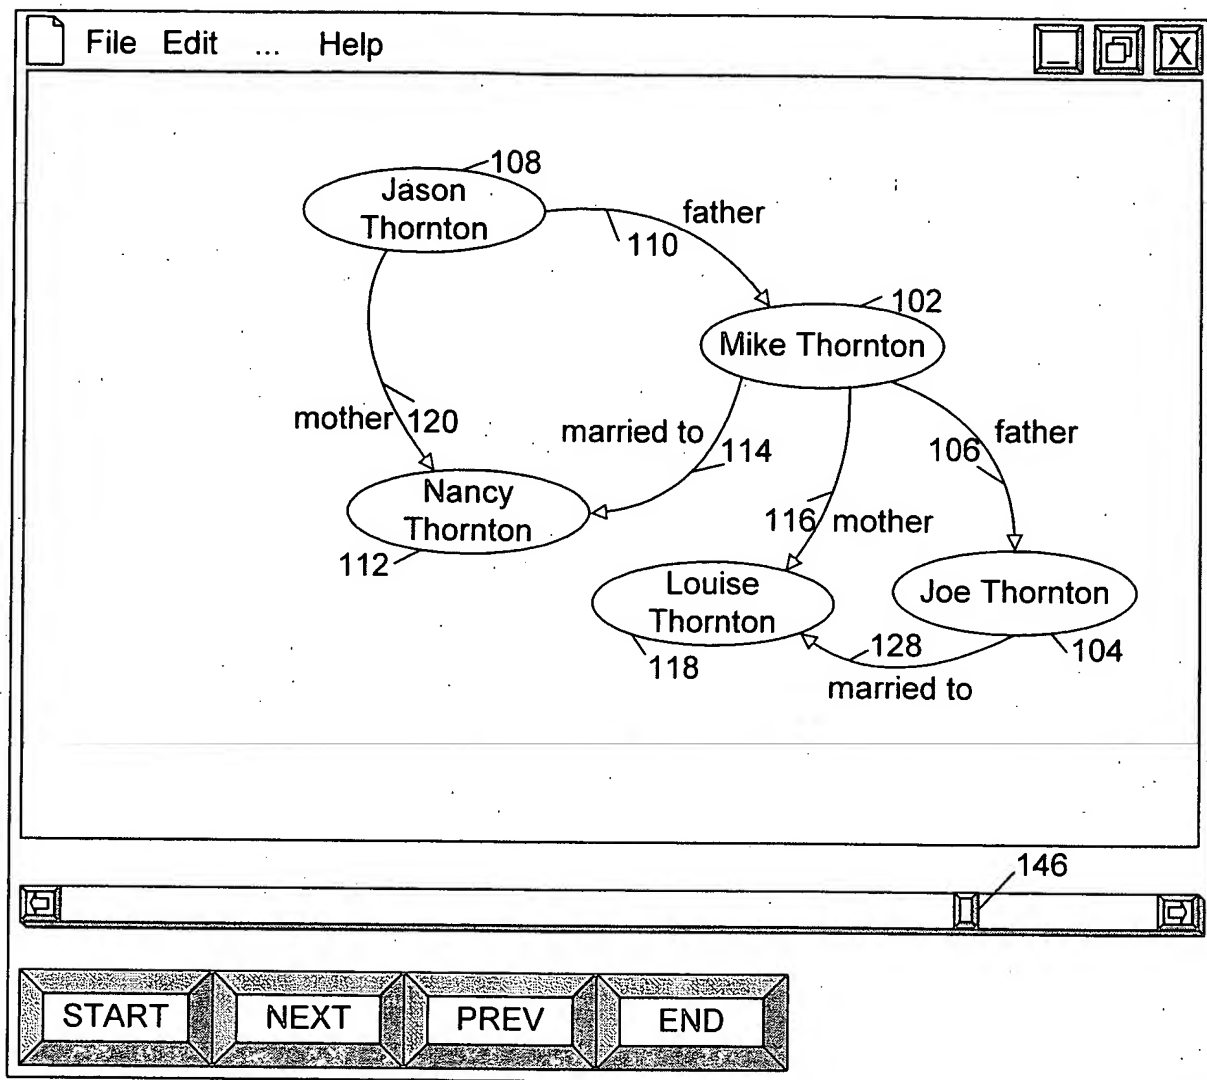 File Edit ... Help
X
108
Jason
Thornton
father
110
102
Mike Thornton
mother 120
married to
114
father
106
Nancy
Thornton
116 mother
112
Louise
Thornton
Joe Thornton
118
128
104
married to
146
START NEXT PREV END